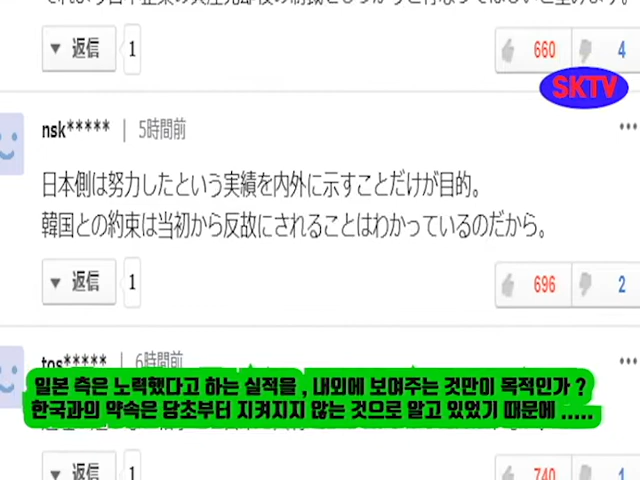 ▼ 返信 1
660 4
SKTV
nsk***** | 5時間前
日本側は努力したという実績を内外に示すことだけが目的。
韓国との約束は当初から反故にされることはわかっているのだから。
▼ 返信 1
696 2
tos***** | 6時間前
일본 측은 노력했다고 하는 실적을 , 내외에 보여주는 것만이 목적인가 ?
한국과의 약속은 당초부터 지켜지지 않는 것으로 알고 있었기 때문에 .....
▼ 返信 1
740 1